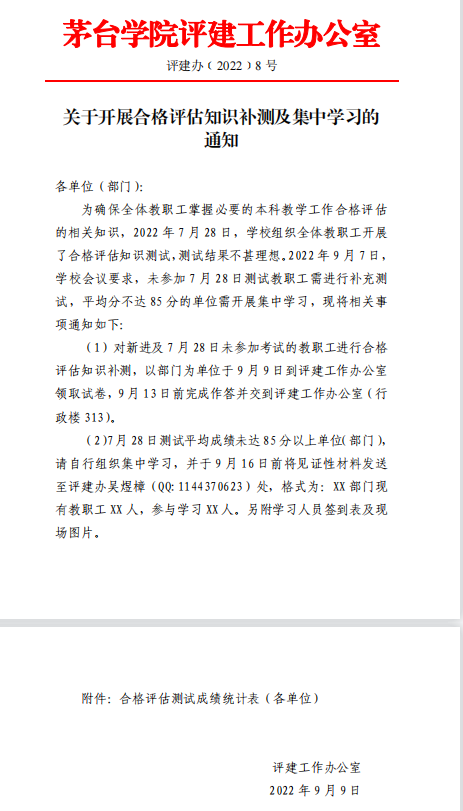 茅台学院评建工作办公室
评建办﹝2022﹞8 号
关于开展合格评估知识补测及集中学习的
通知
各单位（部门）：
为确保全体教职工掌握必要的本科教学工作合格评估
的相关知识，2022 年 7 月 28 日，学校组织全体教职工开展
了合格评估知识测试，测试结果不甚理想。2022 年 9 月 7 日，
学校会议要求，未参加 7 月 28 日测试教职工需进行补充测
试，平均分不达 85 分的单位需开展集中学习，现将相关事
项通知如下：
（1）对新进及 7 月 28 日未参加考试的教职工进行合格
评估知识补测，以部门为单位于 9 月 9 日到评建工作办公室
领取试卷，9 月 13 日前完成作答并交到评建工作办公室（行
政楼 313）。
（2)7 月 28 日测试平均成绩未达 85 分以上单位（部门），
请自行组织集中学习，并于 9 月 16 日前将见证性材料发送
至评建办吴煜樟（QQ: 1144370623）处，格式为：XX 部门现
有教职工 XX 人，参与学习 XX 人。另附学习人员签到表及现
场图片。
附件：合格评估测试成绩统计表（各单位）
评建工作办公室
2022 年 9 月 9 日